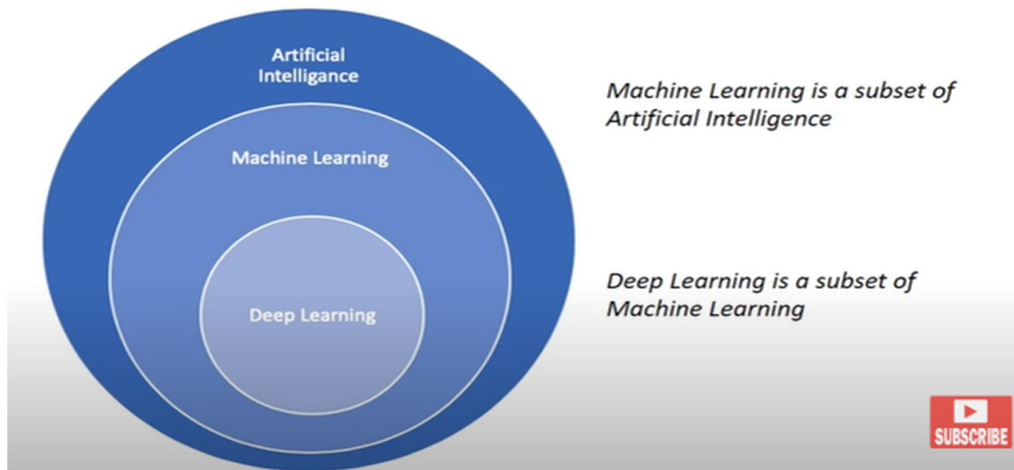 Artificial
Intelligance
Machine Learning
Deep Learning
Machine Learning is a subset of
Artificial Intelligence
Deep Learning is a subset of
Machine Learning
SUBSCRIBE